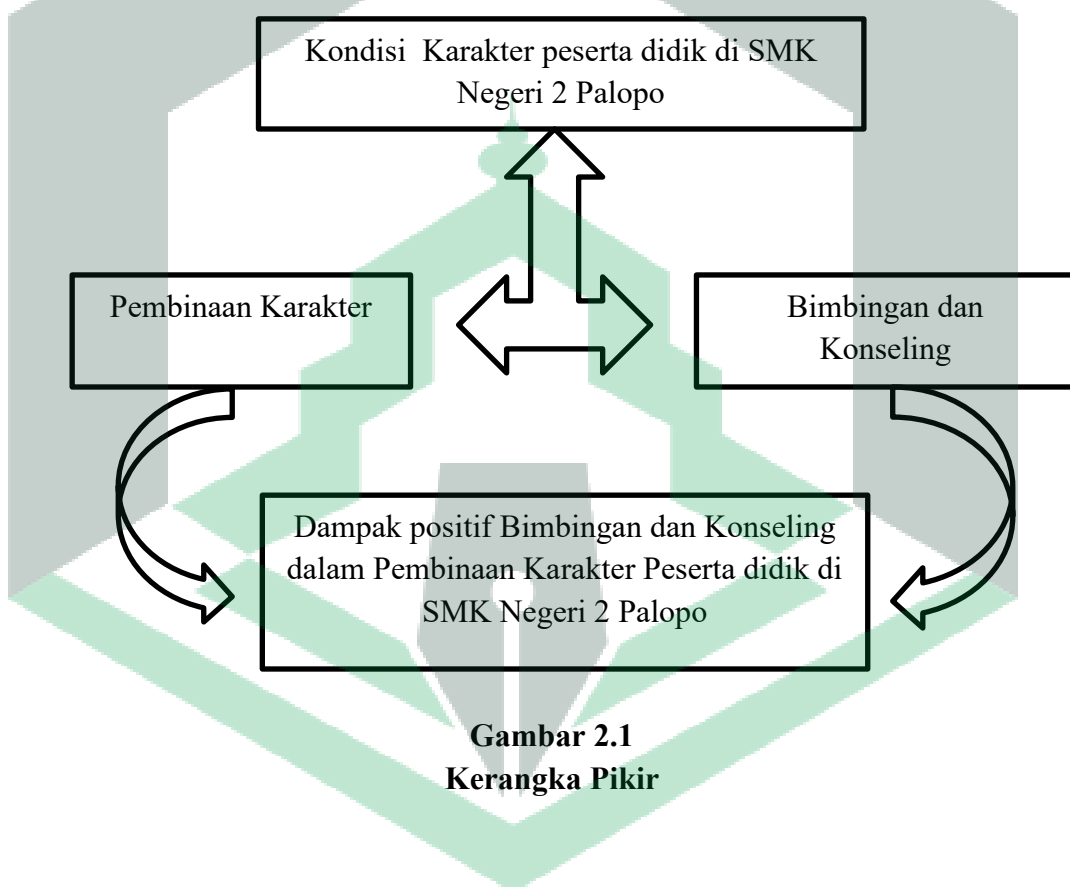 Kondisi Karakter peserta didik di SMK
Negeri 2 Palopo
Pembinaan Karakter
Bimbingan dan
Konseling
Dampak positif Bimbingan dan Konseling
dalam Pembinaan Karakter Peserta didik di
SMK Negeri 2 Palopo
Gambar 2.1
Kerangka Pikir